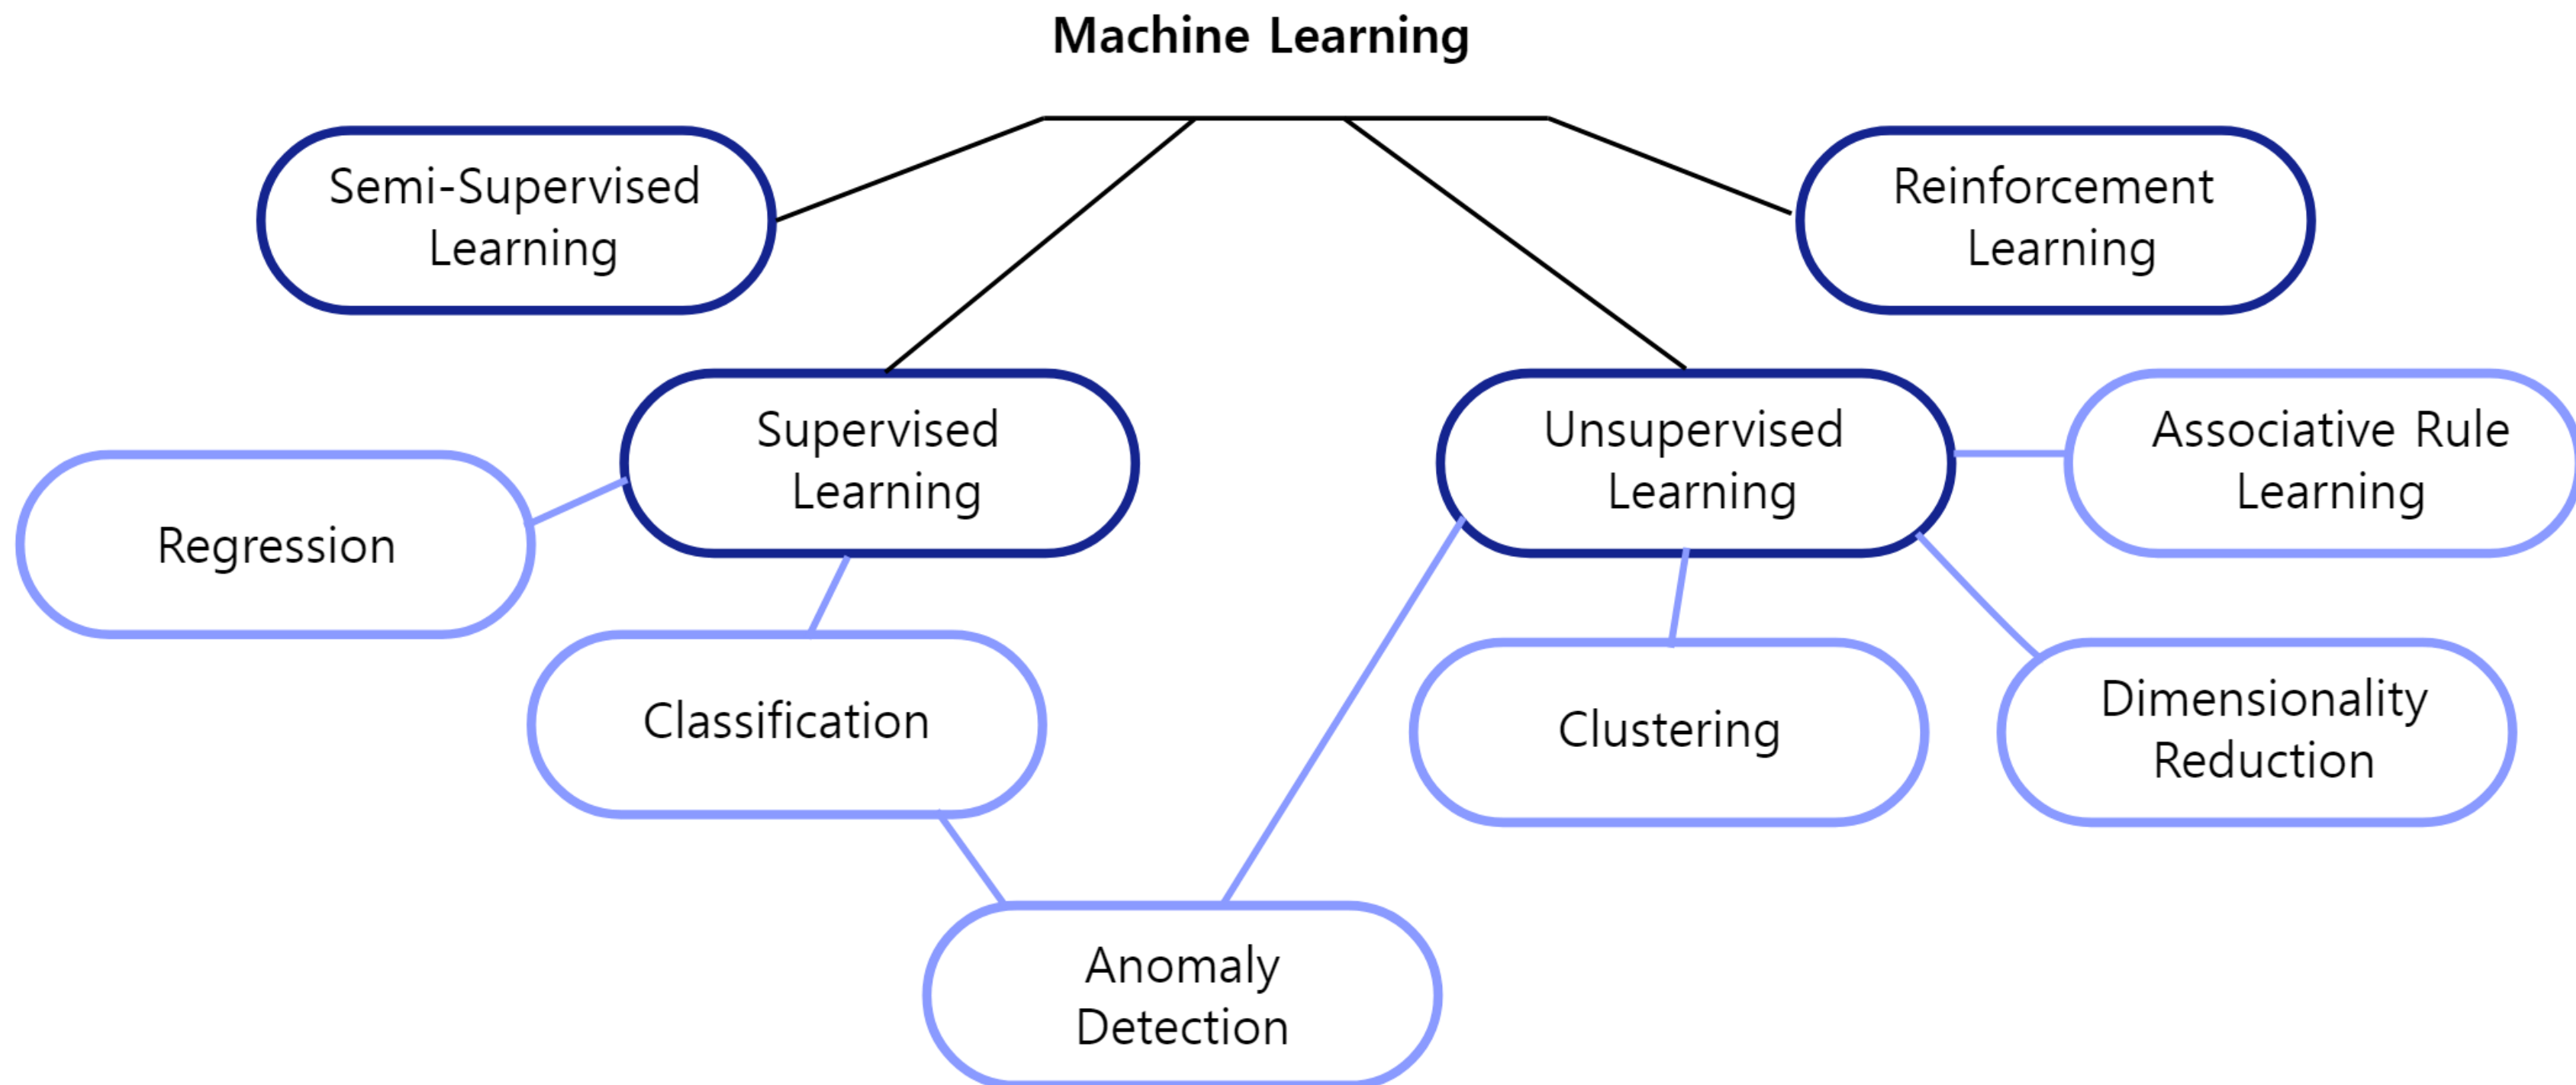 Machine Learning
Semi-Supervised
Learning
Reinforcement
Learning
Supervised
Learning
Unsupervised
Learning
Associative Rule
Learning
Regression
Classification
Clustering
Dimensionality
Reduction
Anomaly
Detection